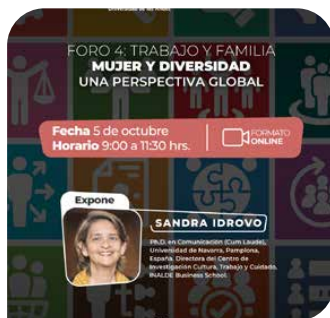 FORO 4: TRABAJO Y FAMILIA
MUJER Y DIVERSIDAD
UNA PERSPECTIVA GLOBAL
Fecha 5 de octubre
Horario 9:00 a 11:30 hrs.
FORMATO
ONLINE
Expone
SANDRA IDROVO
Ph.D. en Comunicación (Cum Laude),
Universidad de Navarra, Pamplona,
España. Directora del Centro de
Investigación Cultura, Trabajo y Cuidado.
INALDE Business School.